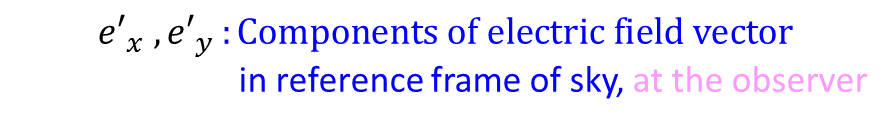 e′ₓ ,e′ᵧ : Components of electric field vector
in reference frame of sky, at the observer